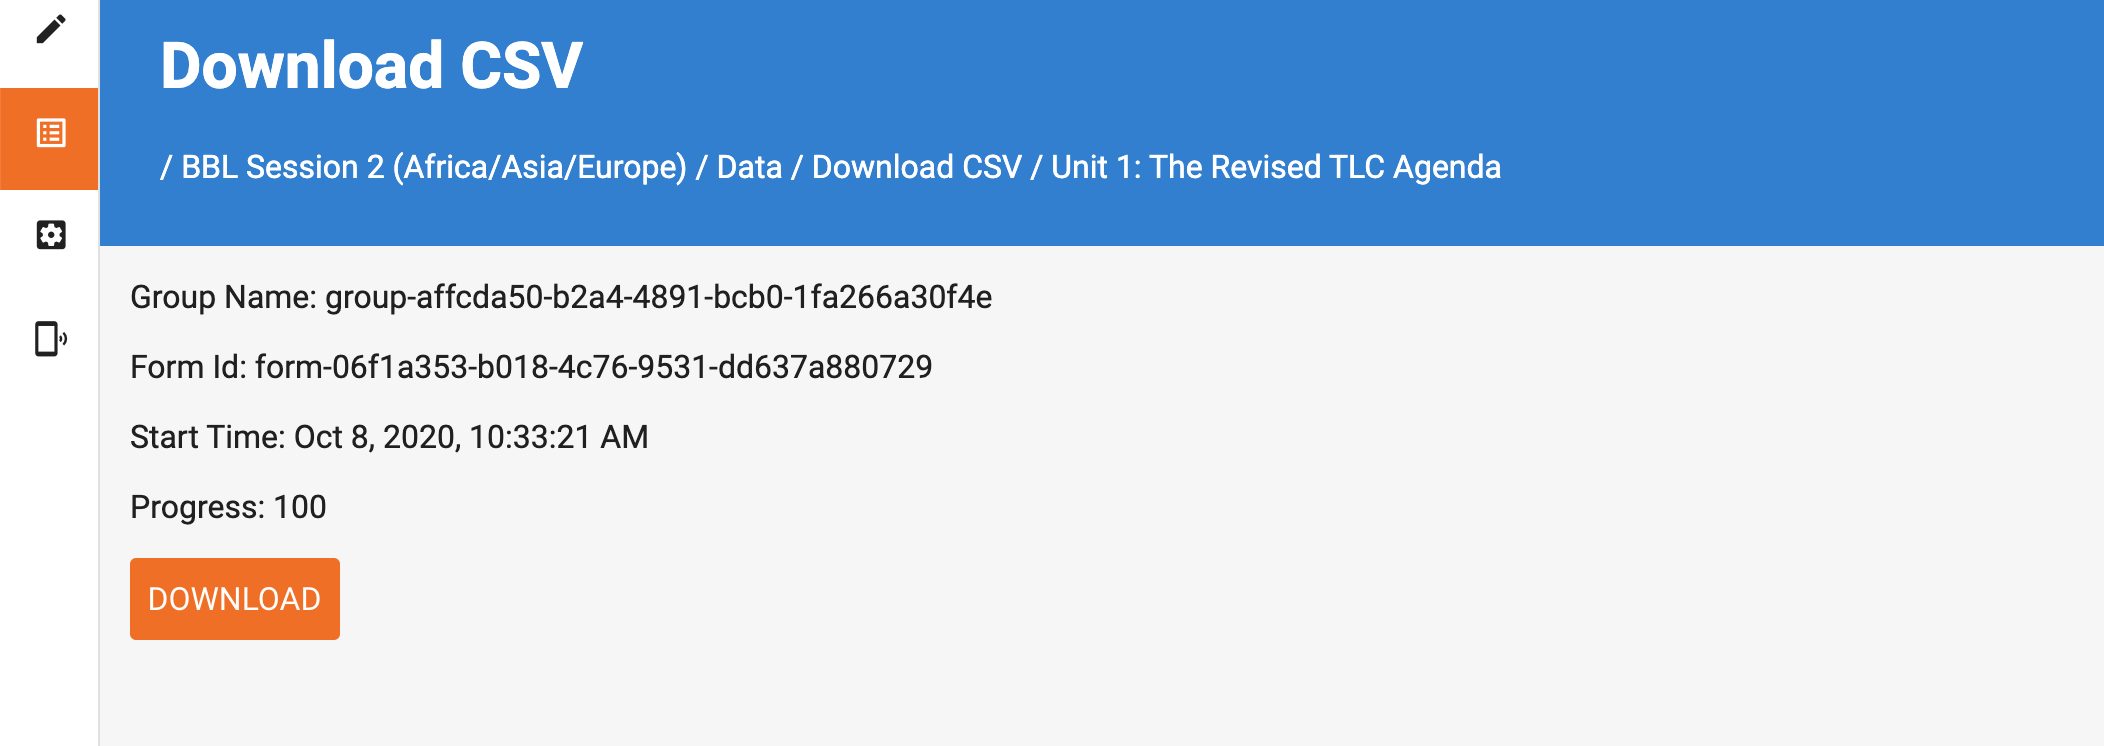 Download CSV
/ BBL Session 2 (Africa/Asia/Europe) / Data / Download CSV / Unit 1: The Revised TLC Agenda
Group Name: group-affcda50-b2a4-4891-bcb0-1fa266a30f4e
Form Id: form-06f1a353-b018-4c76-9531-dd637a880729
Start Time: Oct 8, 2020, 10:33:21 AM
Progress: 100
DOWNLOAD